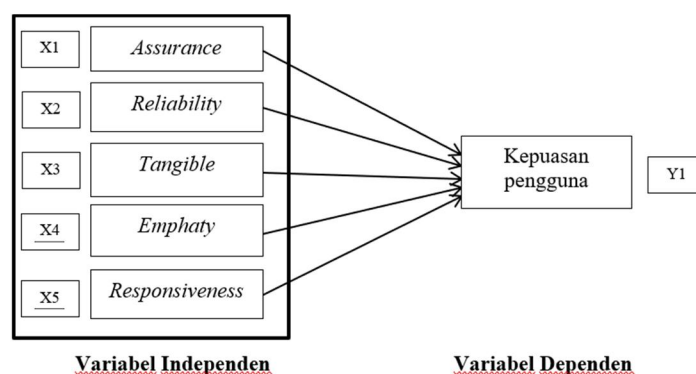 X1 Assurance
X2 Reliability
X3 Tangible
X4 Emphaty
X5 Responsiveness
Kepuasan
pengguna
Y1
Variabel Independen
Variabel Dependen